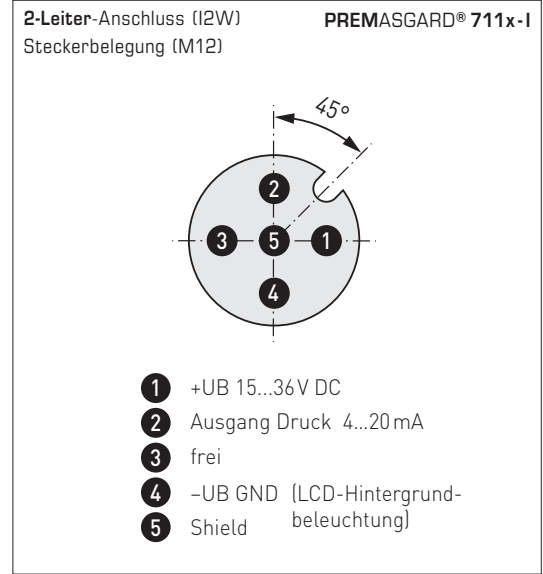 2-Leiter-Anschluss (I2W) PREMASGARD® 711x-I
Steckerbelegung (M12)
45°
2
3 5 1
4
1 +UB 15...36 V DC
2 Ausgang Druck 4...20 mA
3 frei
4 –UB GND (LCD-Hintergrund-
5 Shield beleuchtung)